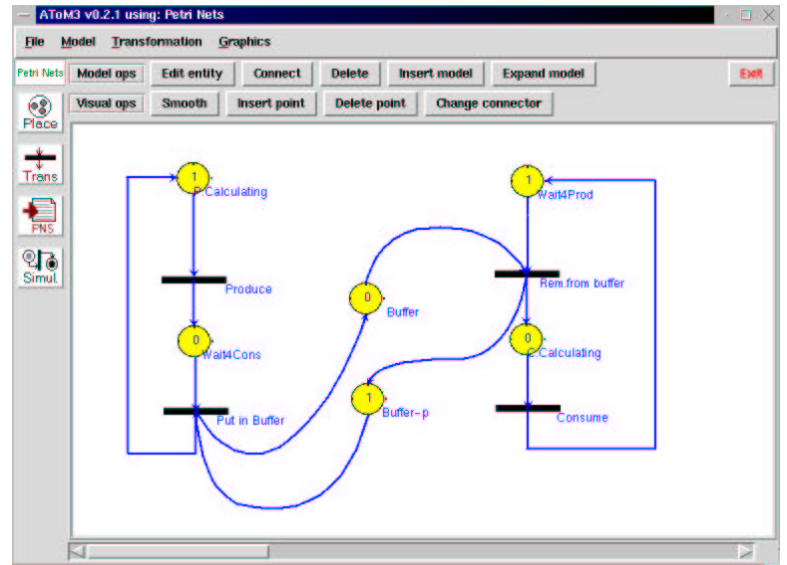 AToM3 v0.2.1 using: Petri Nets
File Model Transformation Graphics
Petri Nets Model ops Edit entity Connect Delete Insert model Expand model Exit
Visual ops Smooth Insert point Delete point Change connector
Place
Trans
PNS
Simul
1
P.Calculating
1
Wait4Prod
Produce
Rem.from buffer
0
Buffer
0
Wait4Cons
0
C.Calculating
1
Buffer-p
Put in Buffer
Consume